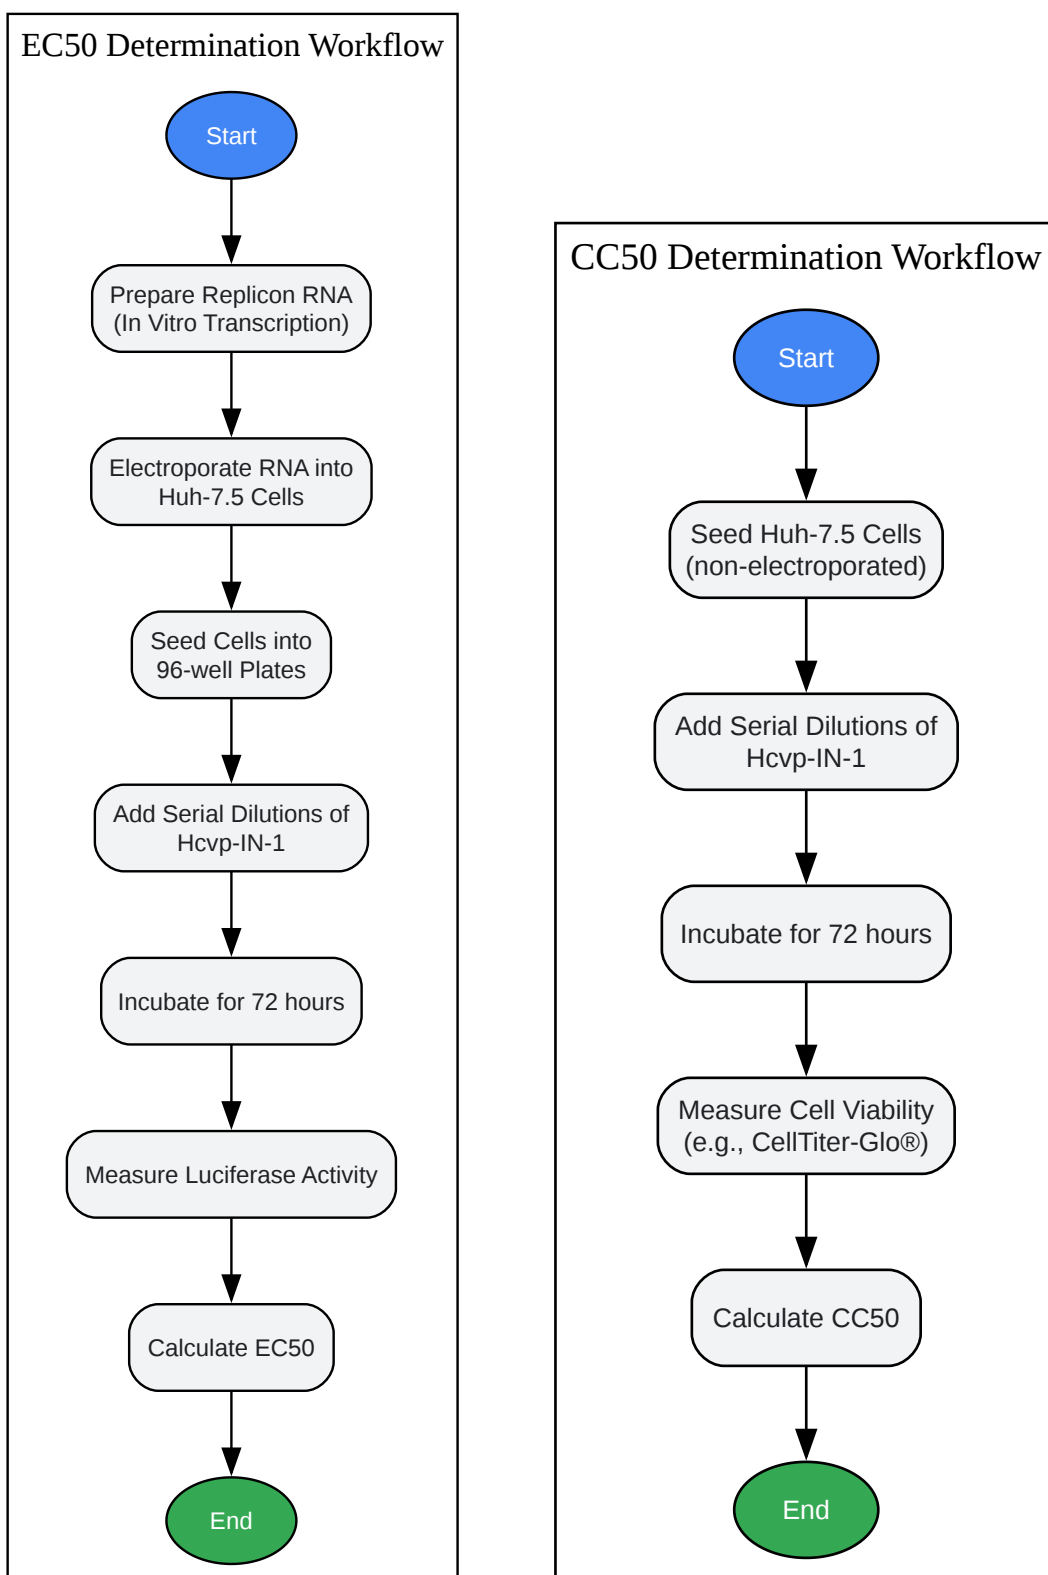 EC50 Determination Workflow
Start
Prepare Replicon RNA
(In Vitro Transcription)
Electroporate RNA into
Huh-7.5 Cells
Seed Cells into
96-well Plates
Add Serial Dilutions of
Hcvp-IN-1
Incubate for 72 hours
Measure Luciferase Activity
Calculate EC50
End
CC50 Determination Workflow
Start
Seed Huh-7.5 Cells
(non-electroporated)
Add Serial Dilutions of
Hcvp-IN-1
Incubate for 72 hours
Measure Cell Viability
(e.g., CellTiter-Glo®)
Calculate CC50
End